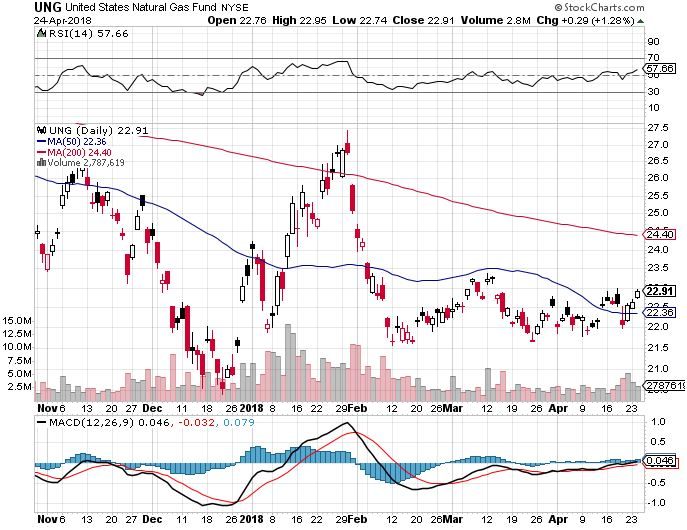 UNG United States Natural Gas Fund NYSE © StockCharts.com
24-Apr-2018 Open 22.76 High 22.95 Low 22.74 Close 22.91 Volume 2.8M Chg +0.29 (+1.28%)
RSI(14) 57.66
90
70
57.66
50
30
10
UNG (Daily) 22.91
MA(50) 22.36
MA(200) 24.40
Volume 2,787,619
27.5
27.0
26.5
26.0
25.5
25.0
24.5
24.40
24.0
23.5
23.0
22.91
22.5
22.36
22.0
21.5
21.0
20.5
15.0M
12.5M
10.0M
7.5M
5.0M
2.5M
2787619
Nov 6 13 20 27 Dec 11 18 26 2018 8 16 22 29 Feb 12 20 26 Mar 12 19 26 Apr 9 16 23
MACD(12,26,9) 0.046, -0.032, 0.079
1.0
0.5
0.046
-0.5
-1.0
Nov 6 13 20 27 Dec 11 18 26 2018 8 16 22 29 Feb 12 20 26 Mar 12 19 26 Apr 9 16 23